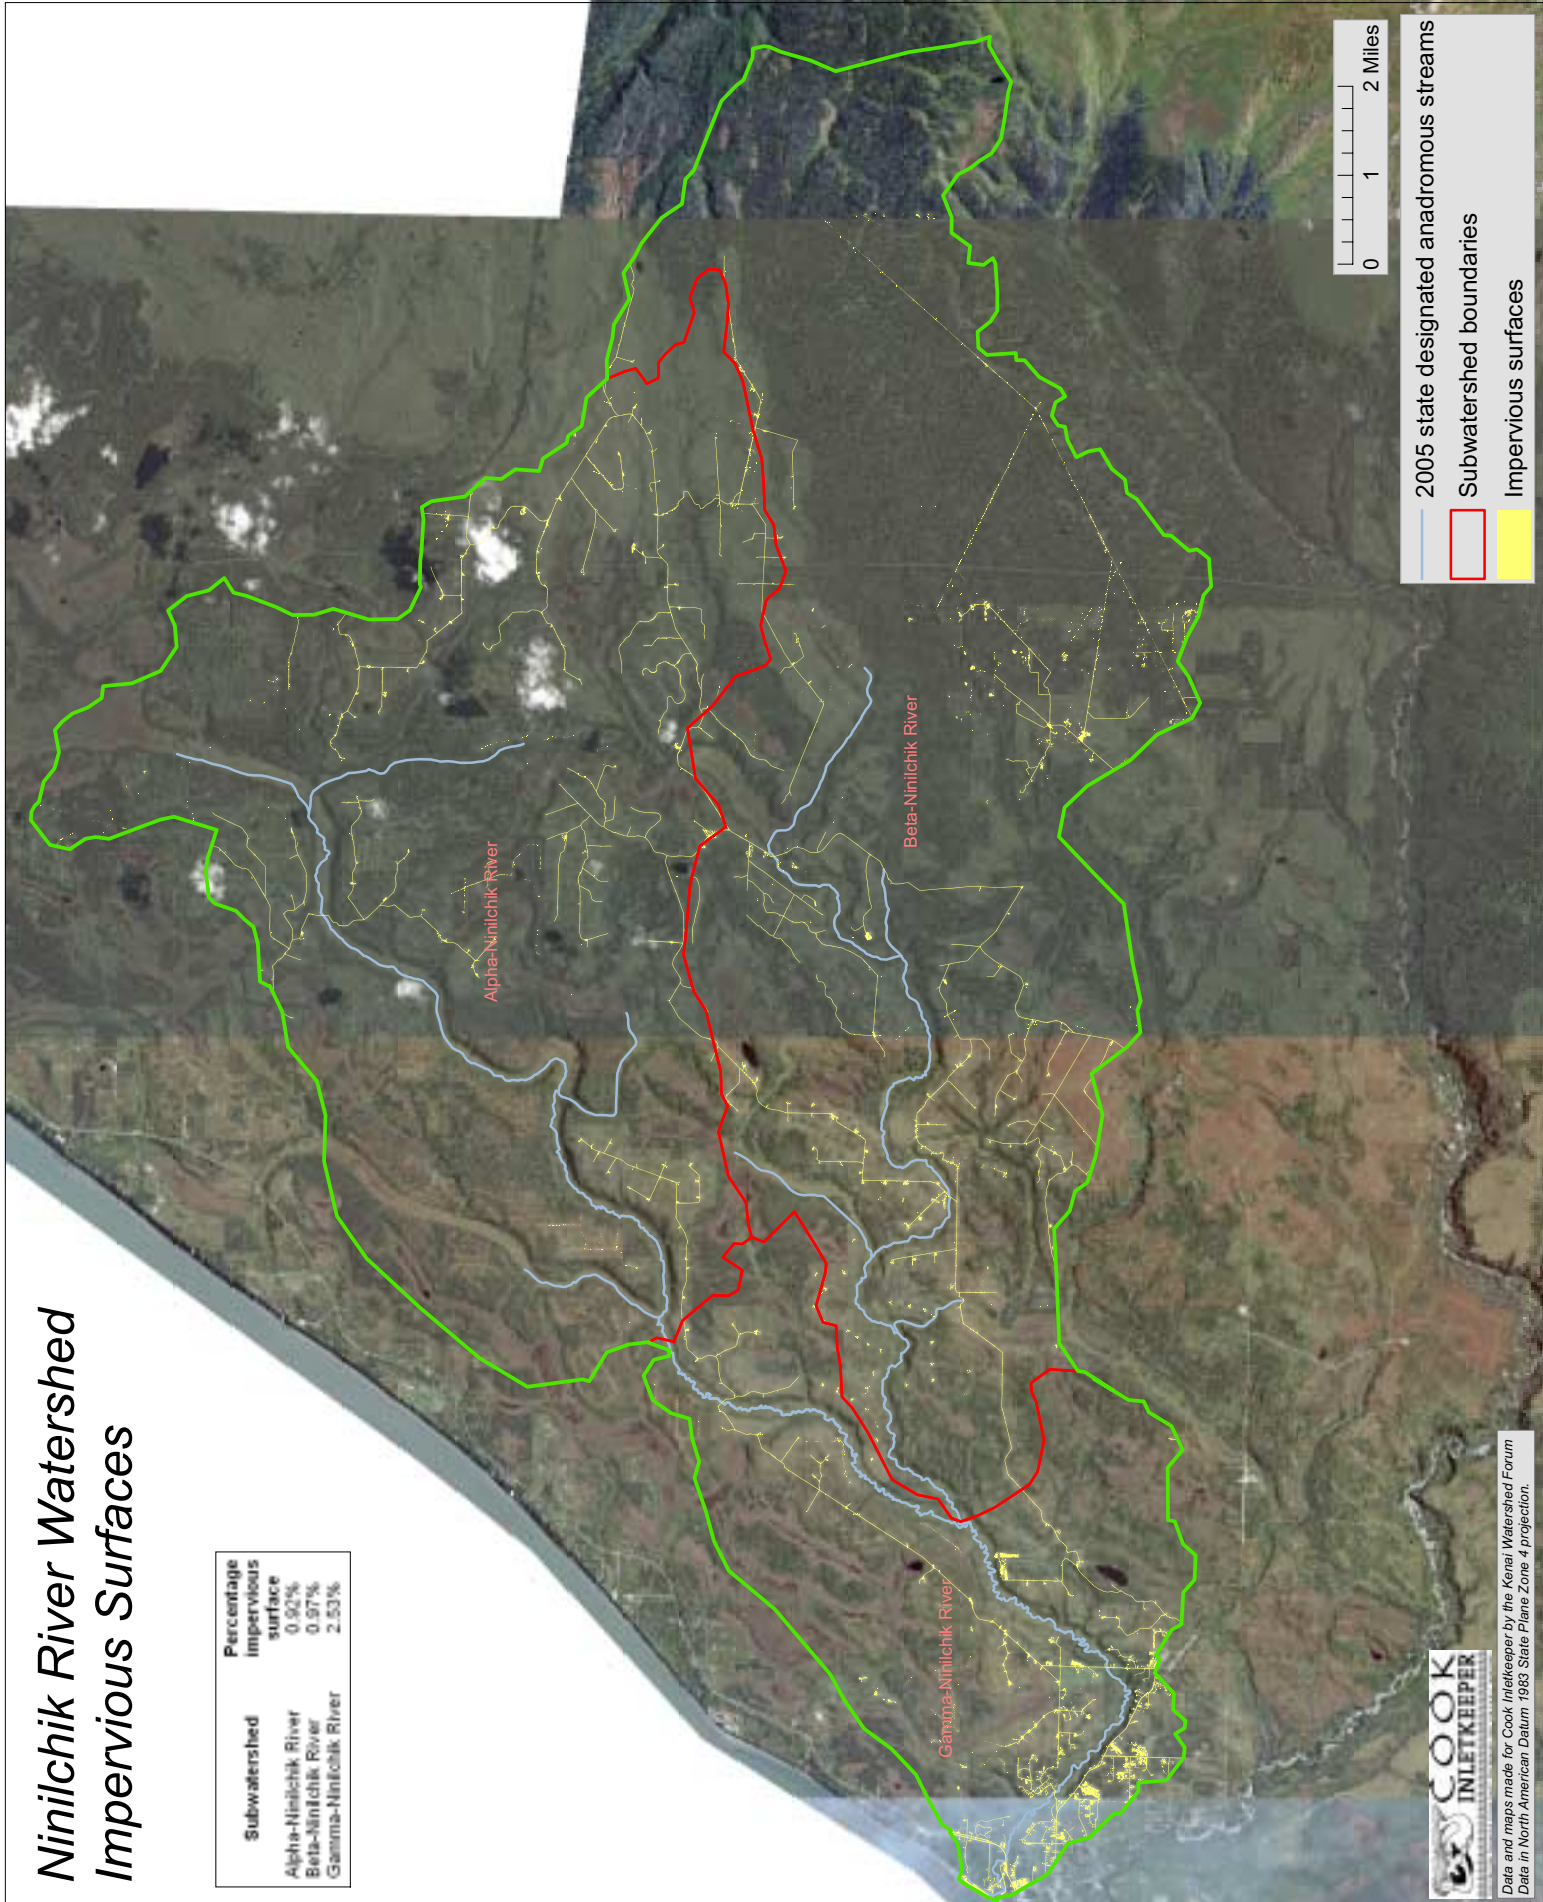 Ninilchik River Watershed
Impervious Surfaces
Subwatershed Percentage impervious surface
Alpha-Ninilchik River 0.92%
Beta-Ninilchik River 0.97%
Gamma-Ninilchik River 2.53%
Alpha-Ninilchik River
Beta-Ninilchik River
Gamma-Ninilchik River
0 1 2 Miles
2005 state designated anadromous streams
Subwatershed boundaries
Impervious surfaces
COOK
INLETKEEPER
Data and maps made for Cook Inletkeeper by the Kenai Watershed Forum
Data in North American Datum 1983 State Plane Zone 4 projection.